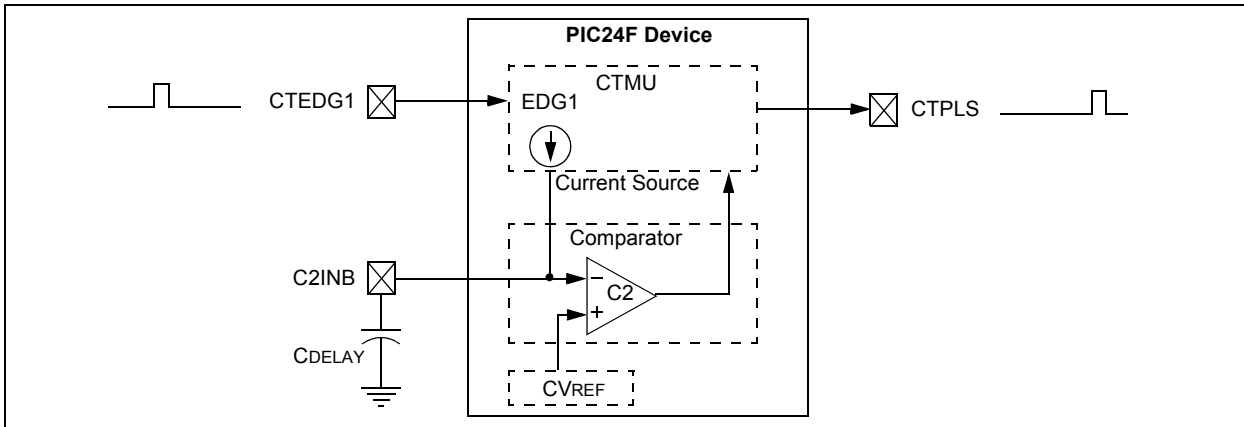 PIC24F Device
CTMU
CTEDG1
EDG1
CTPLS
Current Source
Comparator
C2INB
–
C2
+
CDELAY
CVREF